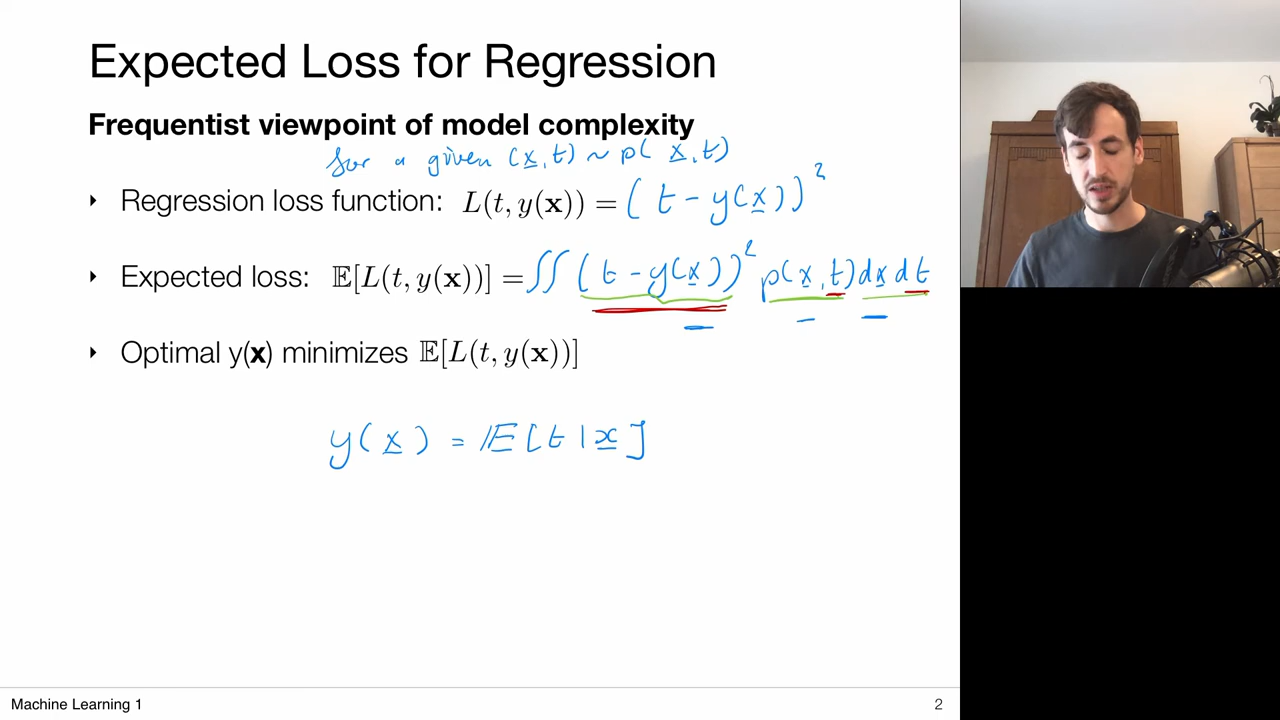 Expected Loss for Regression
Frequentist viewpoint of model complexity
for a given (x,t) ~ p( x,t)
‣ Regression loss function: L(t, y(x)) = ( t - y(x))²
‣ Expected loss: 𝔼[L(t, y(x))] = ∫∫ (t - y(x))² p(x,t)dx dt
‣ Optimal y(x) minimizes 𝔼[L(t, y(x))]
y(x) = 𝔼[t|x]
Machine Learning 1
2